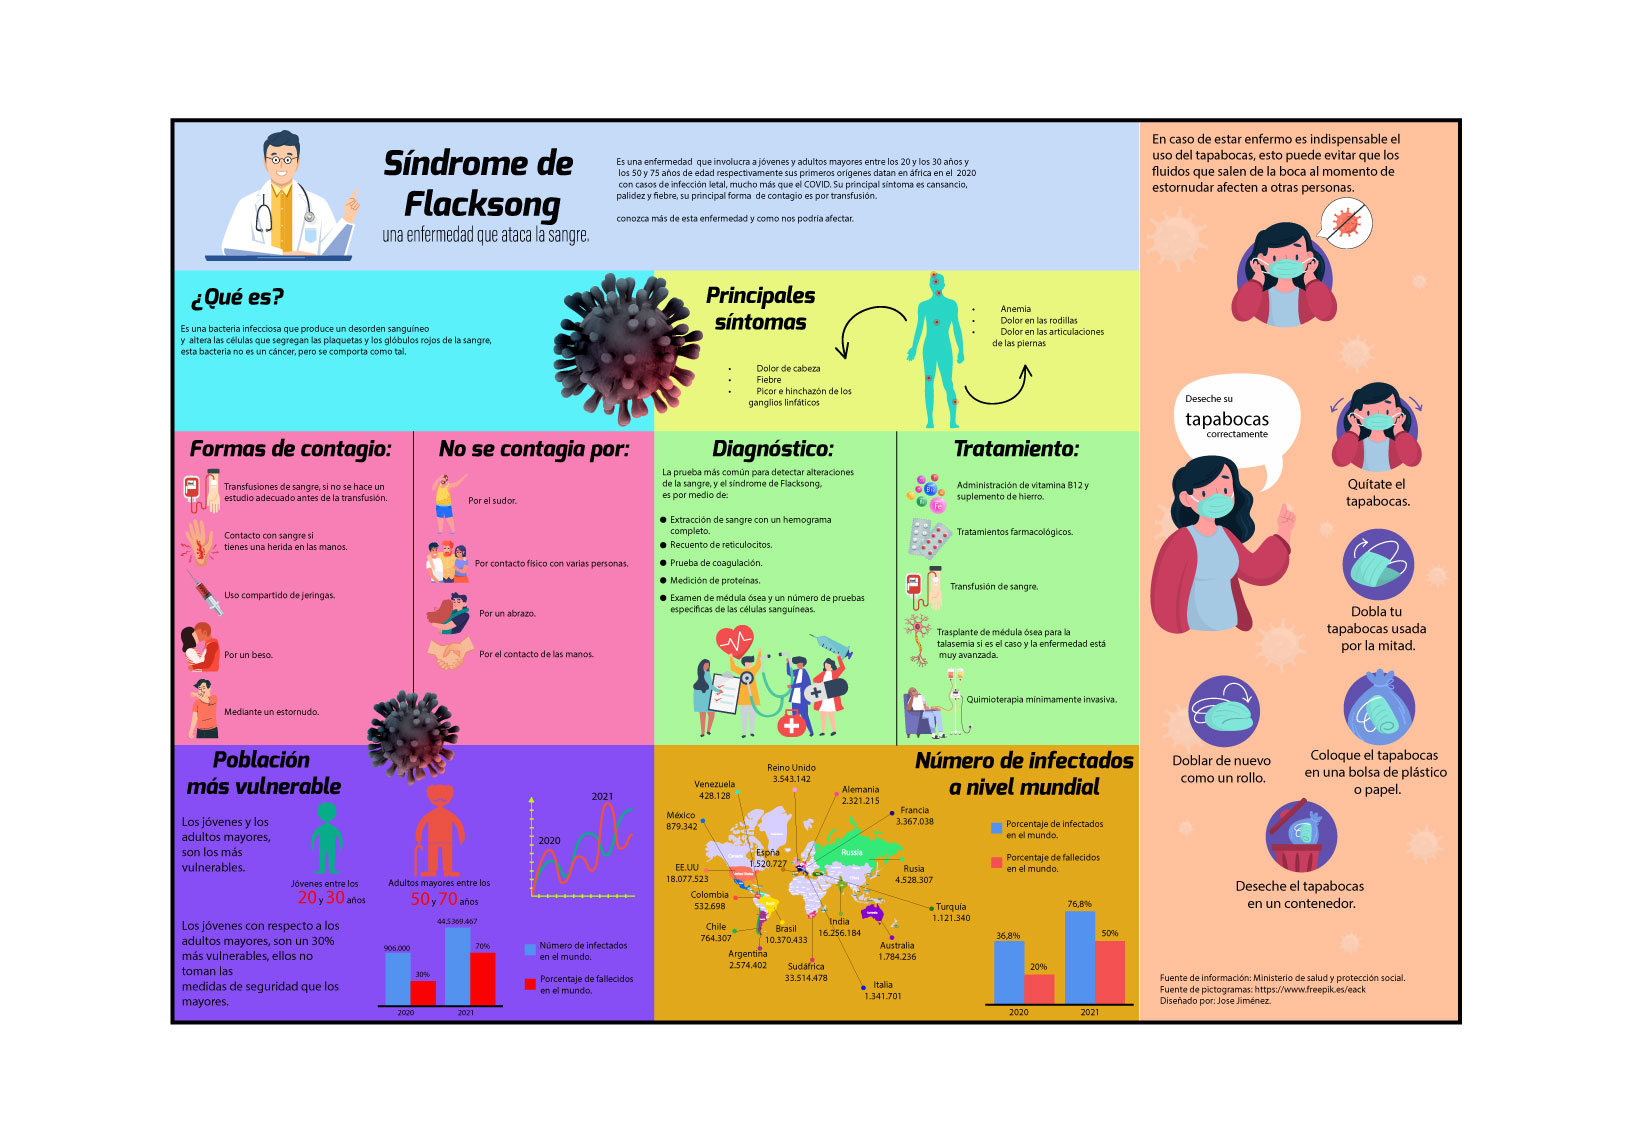 Síndrome de
Flacksong
una enfermedad que ataca la sangre.
Es una enfermedad que involucra a jóvenes y adultos mayores entre los 20 y los 30 años y
los 50 y 75 años de edad respectivamente sus primeros orígenes datan en áfrica en el 2020
con casos de infección letal, mucho más que el COVID. Su principal síntoma es cansancio,
palidez y fiebre, su principal forma de contagio es por transfusión.
conozca más de esta enfermedad y como nos podría afectar.
¿Qué es?
Es una bacteria infecciosa que produce un desorden sanguíneo
y altera las células que segregan las plaquetas y los glóbulos rojos de la sangre,
esta bacteria no es un cáncer, pero se comporta como tal.
Principales
síntomas
• Dolor de cabeza
• Fiebre
• Picor e hinchazón de los
ganglios linfáticos
• Anemia
• Dolor en las rodillas
• Dolor en las articulaciones
de las piernas
Formas de contagio:
Transfusiones de sangre, si no se hace un
estudio adecuado antes de la transfusión.
Contacto con sangre si
tienes una herida en las manos.
Uso compartido de jeringas.
Por un beso.
Mediante un estornudo.
No se contagia por:
Por el sudor.
Por contacto físico con varias personas.
Por un abrazo.
Por el contacto de las manos.
Diagnóstico:
La prueba más común para detectar alteraciones
de la sangre, y el síndrome de Flacksong,
es por medio de:
● Extracción de sangre con un hemograma
completo.
● Recuento de reticulocitos.
● Prueba de coagulación.
● Medición de proteínas.
● Examen de médula ósea y un número de pruebas
específicas de las células sanguíneas.
Tratamiento:
Administración de vitamina B12 y
suplemento de hierro.
Tratamientos farmacológicos.
Transfusión de sangre.
Trasplante de médula ósea para la
talasemia si es el caso y la enfermedad está
muy avanzada.
Quimioterapia mínimamente invasiva.
Población
más vulnerable
Los jóvenes y los
adultos mayores,
son los más
vulnerables.
Jóvenes entre los
20 y 30 años
Adultos mayores entre los
50 y 70 años
2020
2021
Los jóvenes con respecto a los
adultos mayores, son un 30%
más vulnerables, ellos no
toman las
medidas de seguridad que los
mayores.
906.000
30%
44.5369.467
70%
2020
2021
Número de infectados
en el mundo.
Porcentaje de fallecidos
en el mundo.
Número de infectados
a nivel mundial
Reino Unido
3.543.142
Venezuela
428.128
Alemania
2.321.215
México
879.342
Francia
3.367.038
Espña
1.520.727
Russia
EE.UU
18.077.523
Rusia
4.528.307
Colombia
532.698
Turquía
1.121.340
Chile
764.307
Brasil
10.370.433
India
16.256.184
Argentina
2.574.402
Australia
1.784.236
Sudáfrica
33.514.478
Italia
1.341.701
Porcentaje de infectados
en el mundo.
Porcentaje de fallecidos
en el mundo.
36,8%
20%
76,8%
50%
2020
2021
En caso de estar enfermo es indispensable el
uso del tapabocas, esto puede evitar que los
fluidos que salen de la boca al momento de
estornudar afecten a otras personas.
Deseche su
tapabocas
correctamente
Quítate el
tapabocas.
Dobla tu
tapabocas usada
por la mitad.
Doblar de nuevo
como un rollo.
Coloque el tapabocas
en una bolsa de plástico
o papel.
Deseche el tapabocas
en un contenedor.
Fuente de información: Ministerio de salud y protección social.
Fuente de pictogramas: https://www.freepik.es/eack
Diseñado por: Jose Jiménez.